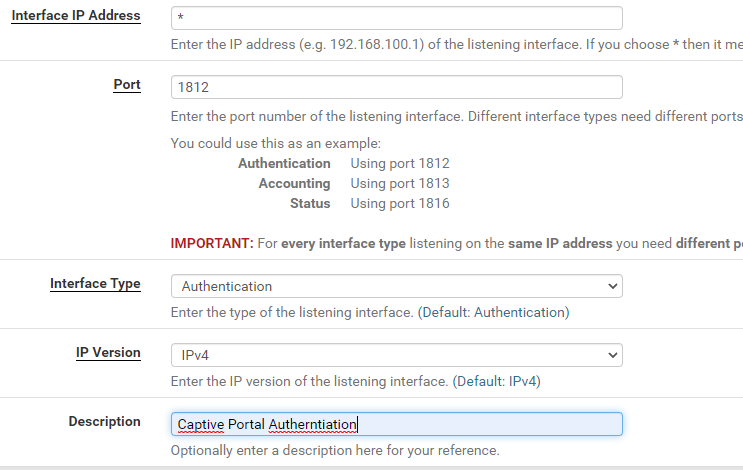 Interface IP Address
*
Enter the IP address (e.g. 192.168.100.1) of the listening interface. If you choose * then it me
Port
1812
Enter the port number of the listening interface. Different interface types need different ports
You could use this as an example:
Authentication Using port 1812
Accounting Using port 1813
Status Using port 1816
IMPORTANT: For every interface type listening on the same IP address you need different p
Interface Type
Authentication
Enter the type of the listening interface. (Default: Authentication)
IP Version
IPv4
Enter the IP version of the listening interface. (Default: IPv4)
Description
Captive Portal Autherntiation
Optionally enter a description here for your reference.